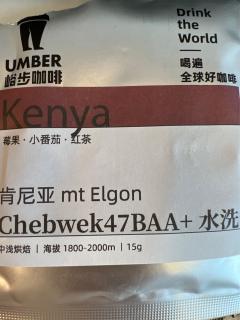 Drink
the
World
UMBER
峪步咖啡
喝遍
全球好咖啡
Kenya
莓果·小番茄·红茶
肯尼亚 mt Elgon
Chebwek47BAA+ 水洗
中浅烘焙 | 海拔 1800-2000m | 15g